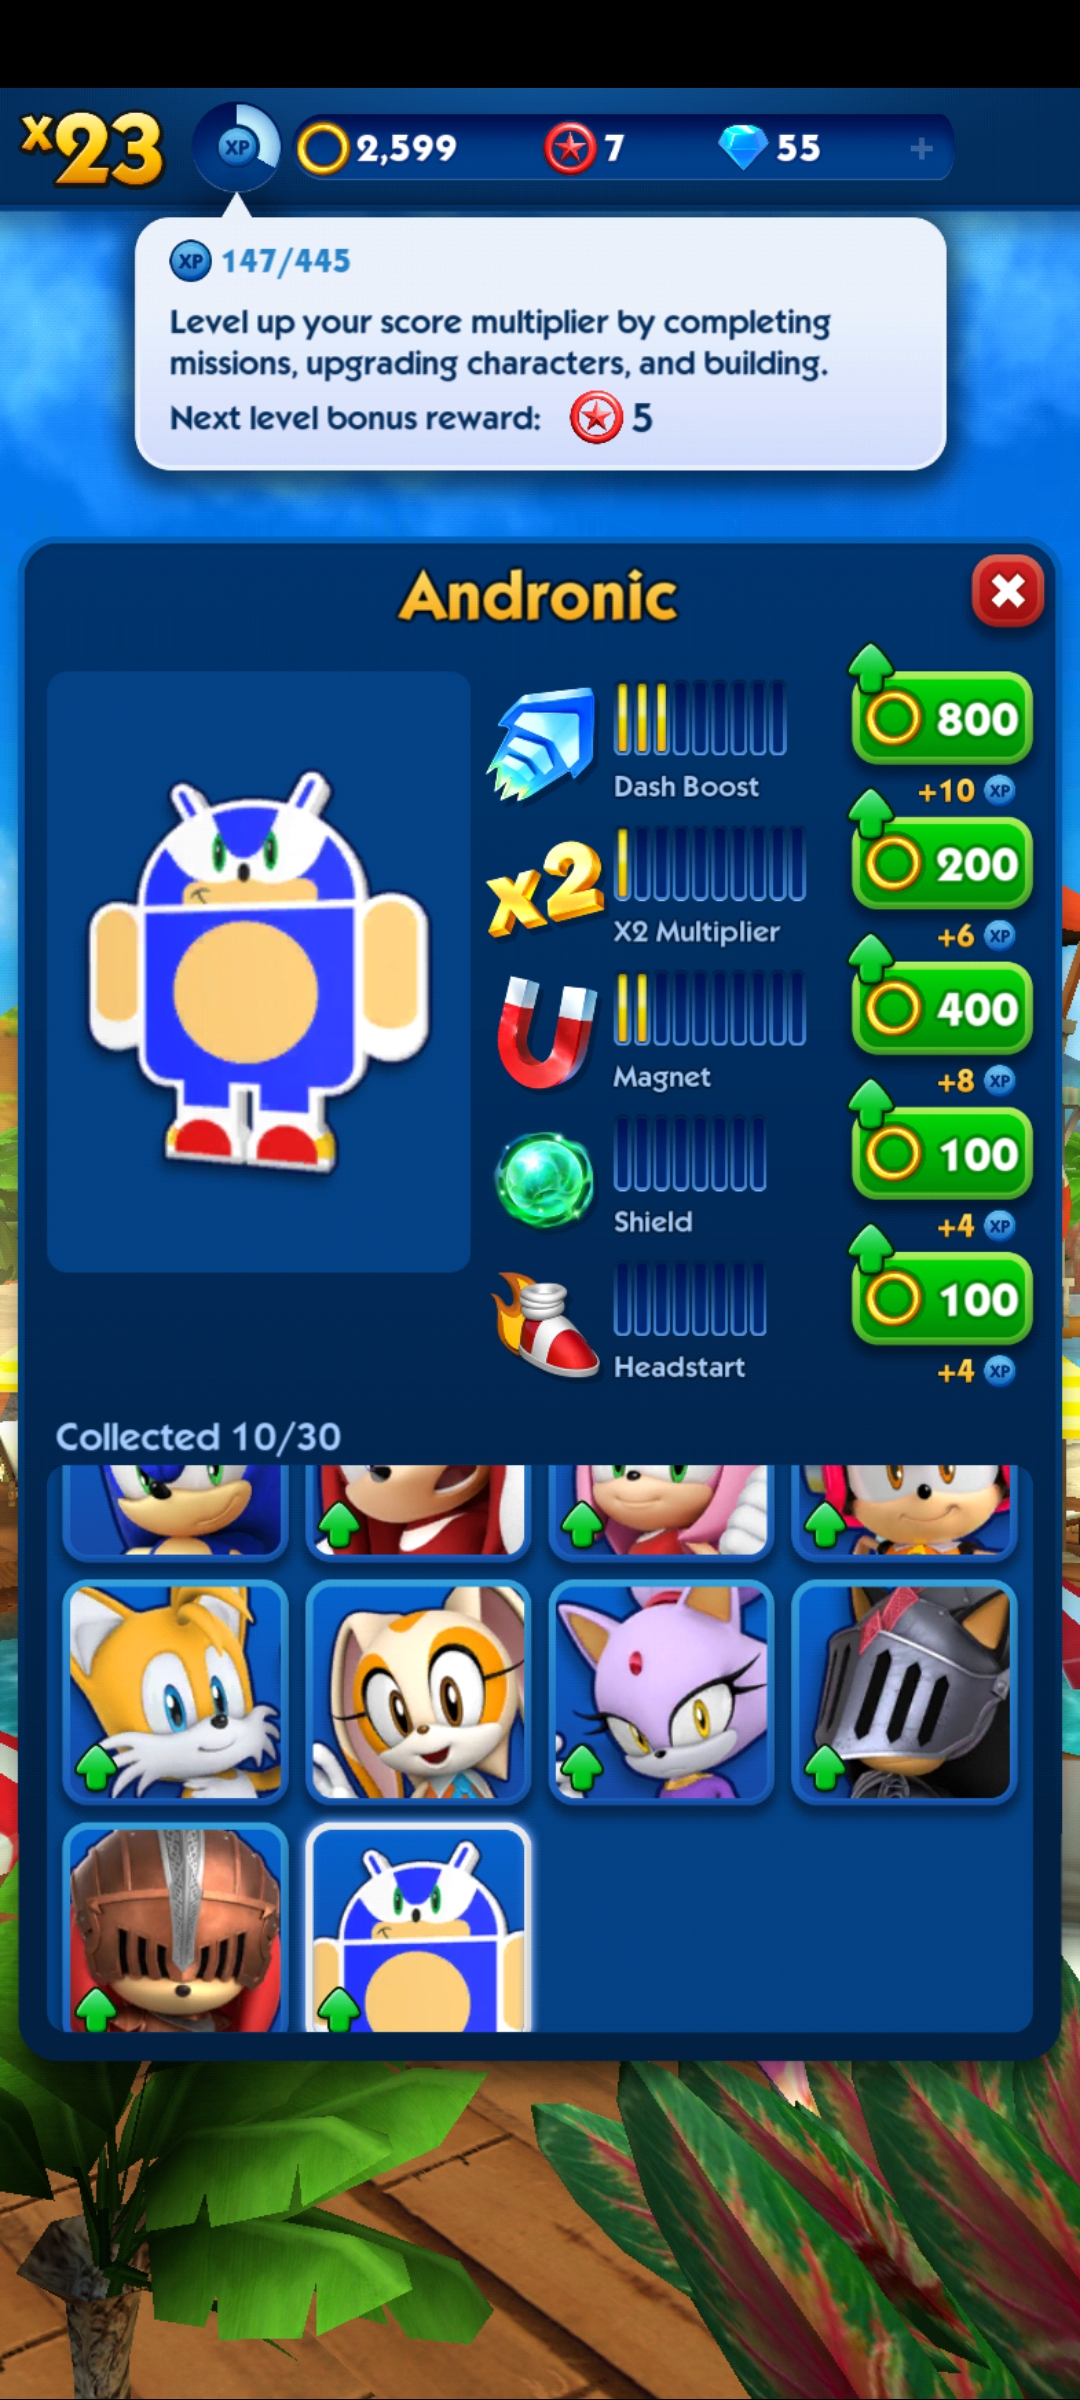 x23
XP
2,599
7
55
+
XP 147/445
Level up your score multiplier by completing
missions, upgrading characters, and building.
Next level bonus reward: 5
Andronic
800
Dash Boost
+10 XP
x2
200
X2 Multiplier
+6 XP
400
Magnet
+8 XP
100
Shield
+4 XP
100
Headstart
+4 XP
Collected 10/30